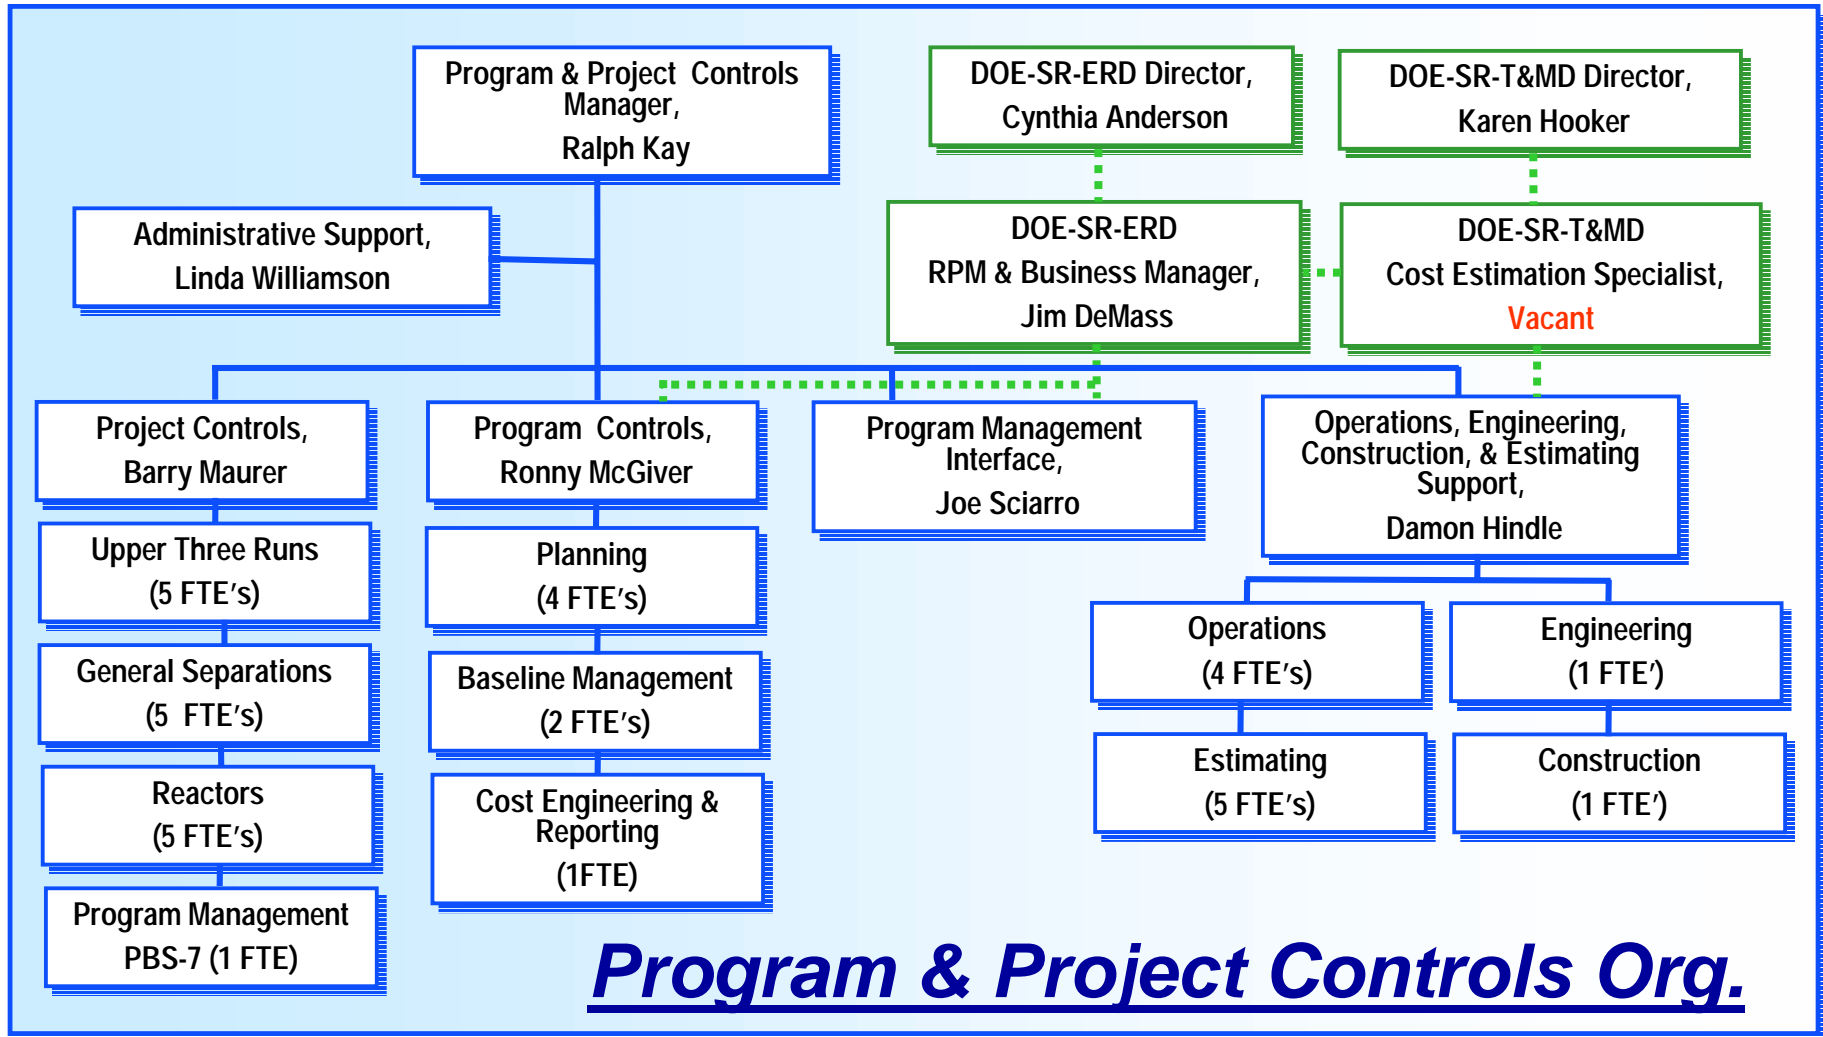 Program & Project Controls
Manager,
Ralph Kay
DOE-SR-ERD Director,
Cynthia Anderson
DOE-SR-T&MD Director,
Karen Hooker
Administrative Support,
Linda Williamson
DOE-SR-ERD
RPM & Business Manager,
Jim DeMass
DOE-SR-T&MD
Cost Estimation Specialist,
Vacant
Project Controls,
Barry Maurer
Program Controls,
Ronny McGiver
Program Management
Interface,
Joe Sciarro
Operations, Engineering,
Construction, & Estimating
Support,
Damon Hindle
Upper Three Runs
(5 FTE’s)
General Separations
(5 FTE’s)
Reactors
(5 FTE’s)
Program Management
PBS-7 (1 FTE)
Planning
(4 FTE’s)
Baseline Management
(2 FTE’s)
Cost Engineering &
Reporting
(1FTE)
Operations
(4 FTE’s)
Engineering
(1 FTE’)
Estimating
(5 FTE’s)
Construction
(1 FTE’)
Program & Project Controls Org.